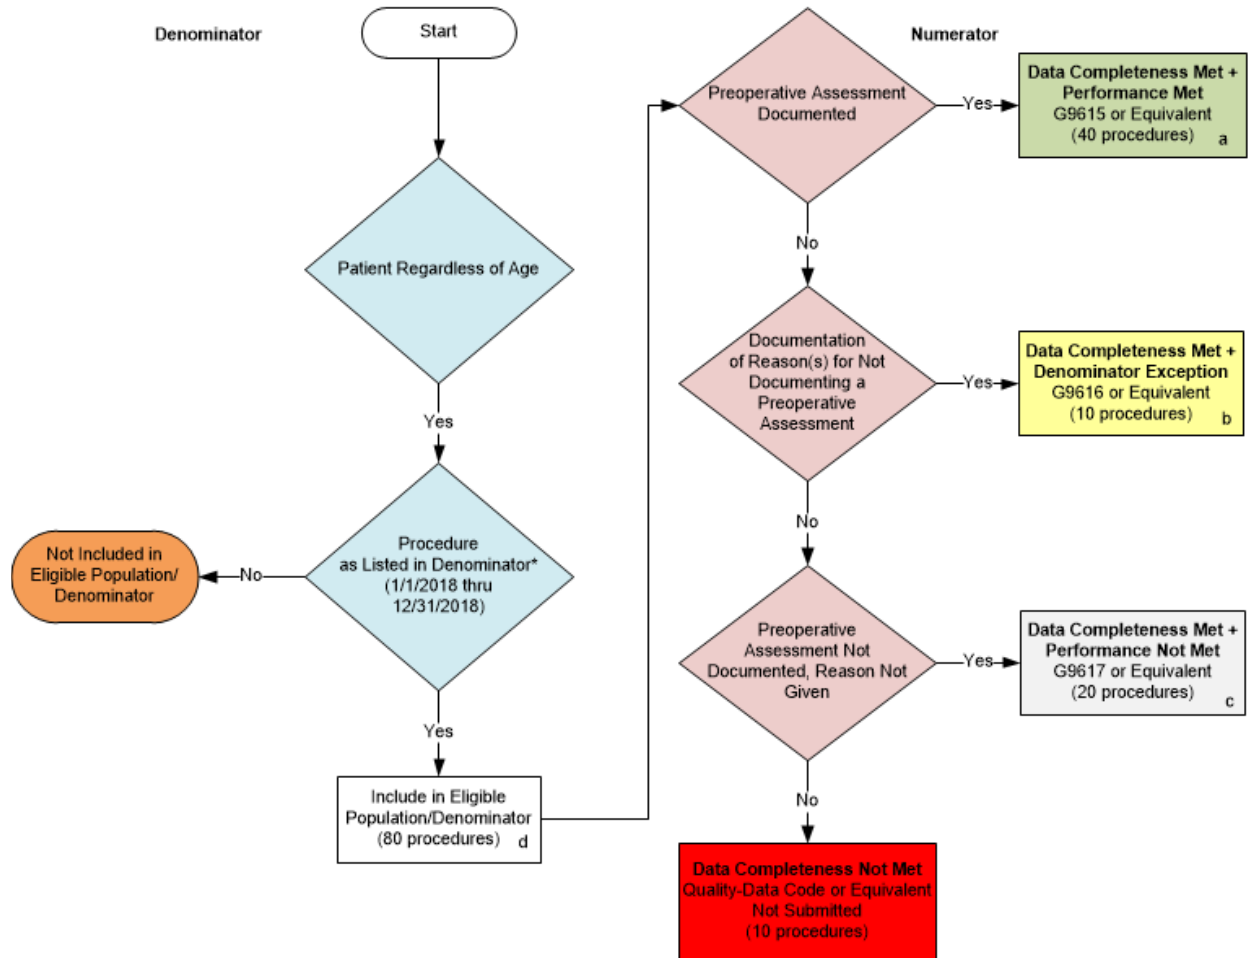 Denominator
Start
Patient Regardless of Age
Yes
Procedure
as Listed in Denominator*
(1/1/2018 thru
12/31/2018)
No
Not Included in
Eligible Population/
Denominator
Yes
Include in Eligible
Population/Denominator
(80 procedures)
d
Numerator
Preoperative Assessment
Documented
Yes
Data Completeness Met +
Performance Met
G9615 or Equivalent
(40 procedures)
a
No
Documentation
of Reason(s) for Not
Documenting a
Preoperative
Assessment
Yes
Data Completeness Met +
Denominator Exception
G9616 or Equivalent
(10 procedures)
b
No
Preoperative
Assessment Not
Documented, Reason Not
Given
Yes
Data Completeness Met +
Performance Not Met
G9617 or Equivalent
(20 procedures)
c
No
Data Completeness Not Met
Quality-Data Code or Equivalent
Not Submitted
(10 procedures)